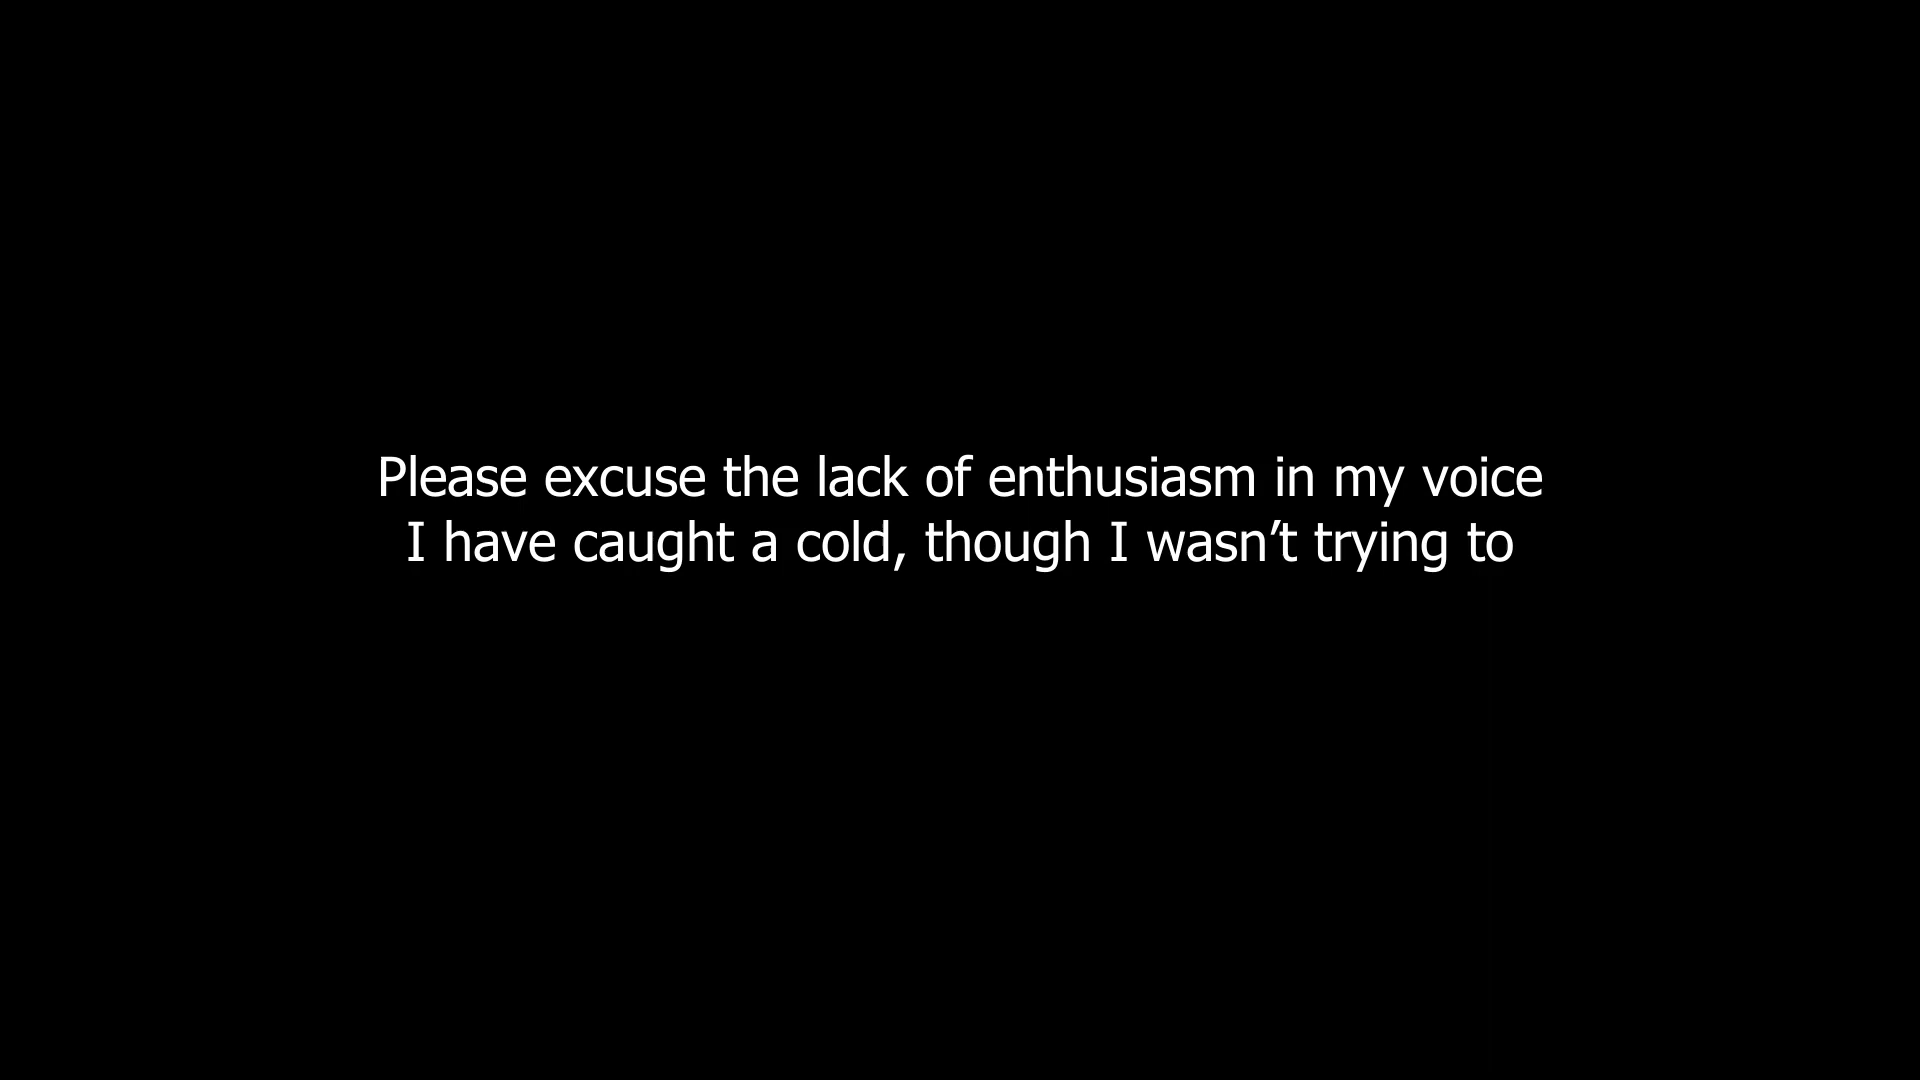 Please excuse the lack of enthusiasm in my voice
I have caught a cold, though I wasn’t trying to